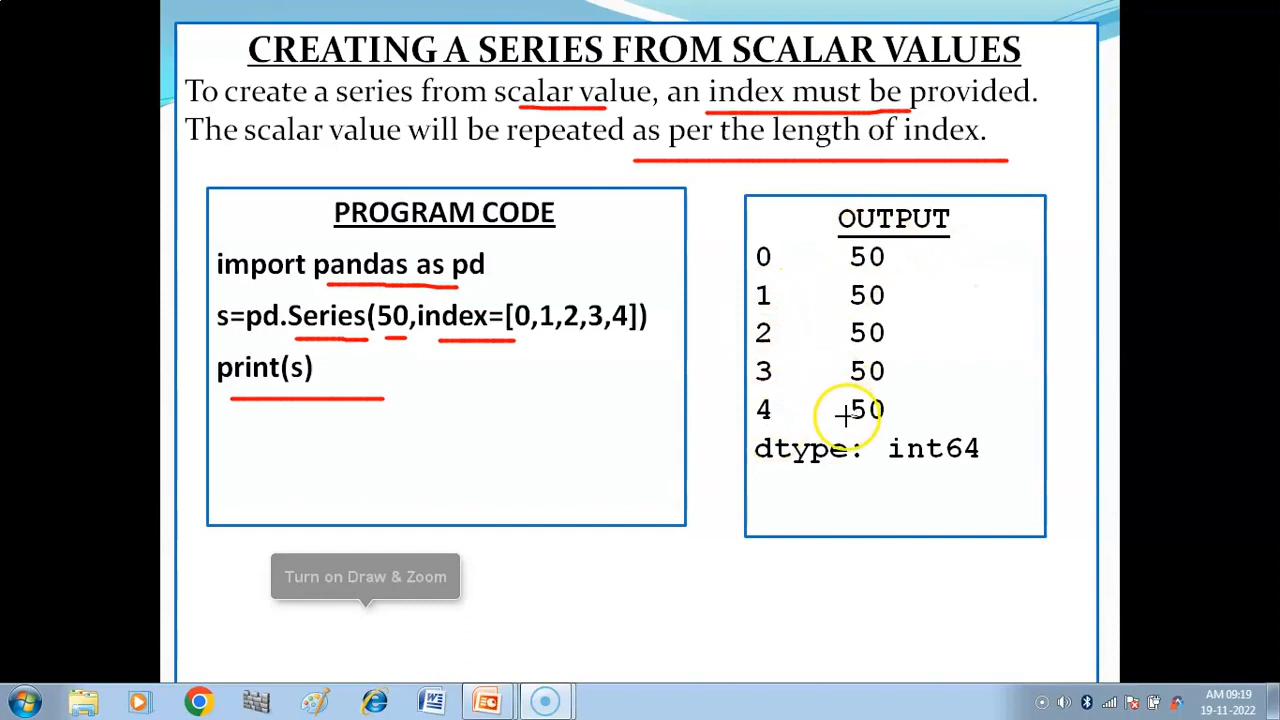 CREATING A SERIES FROM SCALAR VALUES
To create a series from scalar value, an index must be provided.
The scalar value will be repeated as per the length of index.
PROGRAM CODE
import pandas as pd
s=pd.Series(50,index=[0,1,2,3,4])
print(s)
OUTPUT
0 50
1 50
2 50
3 50
4 50
dtype: int64
Turn on Draw & Zoom
AM 09:19
19-11-2022